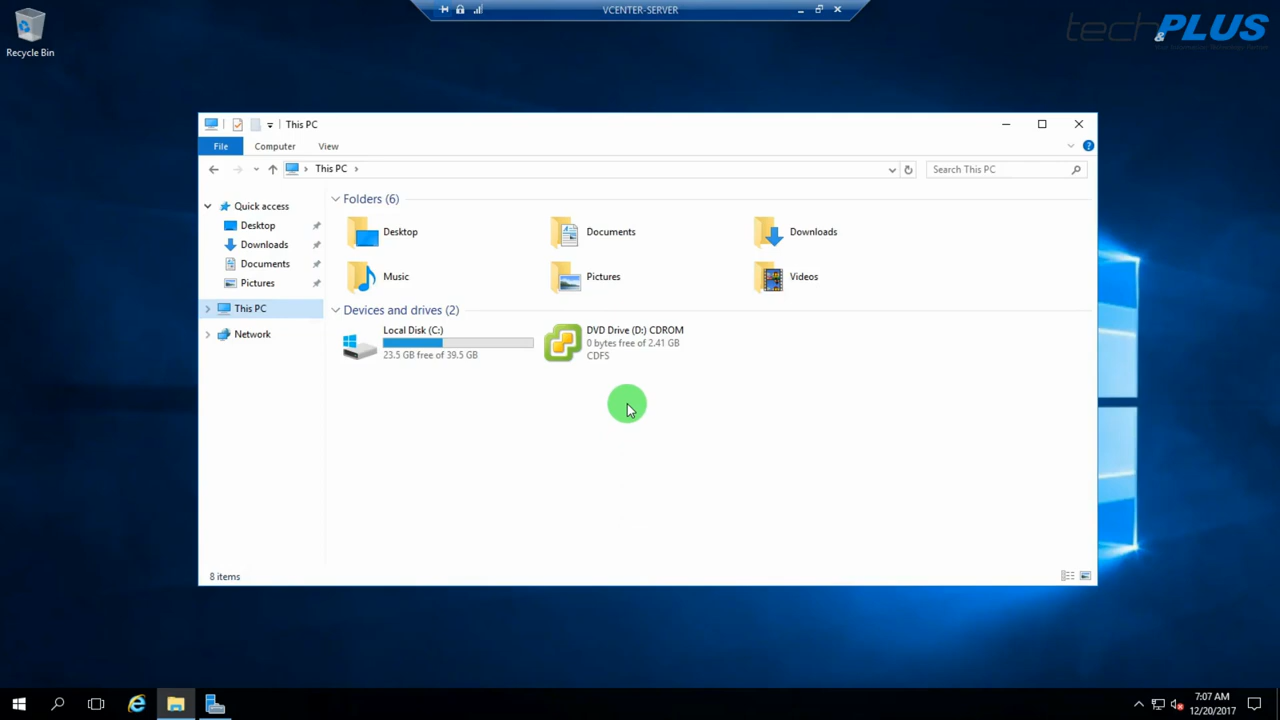 VCENTER-SERVER
tech&PLUS
Recycle Bin
This PC
File Computer View
This PC
Search This PC
Quick access
Desktop
Downloads
Documents
Pictures
This PC
Network
Folders (6)
Desktop Documents Downloads
Music Pictures Videos
Devices and drives (2)
Local Disk (C:)
23.5 GB free of 39.5 GB
DVD Drive (D:) CDROM
0 bytes free of 2.41 GB
CDFS
8 items
7:07 AM
12/20/2017